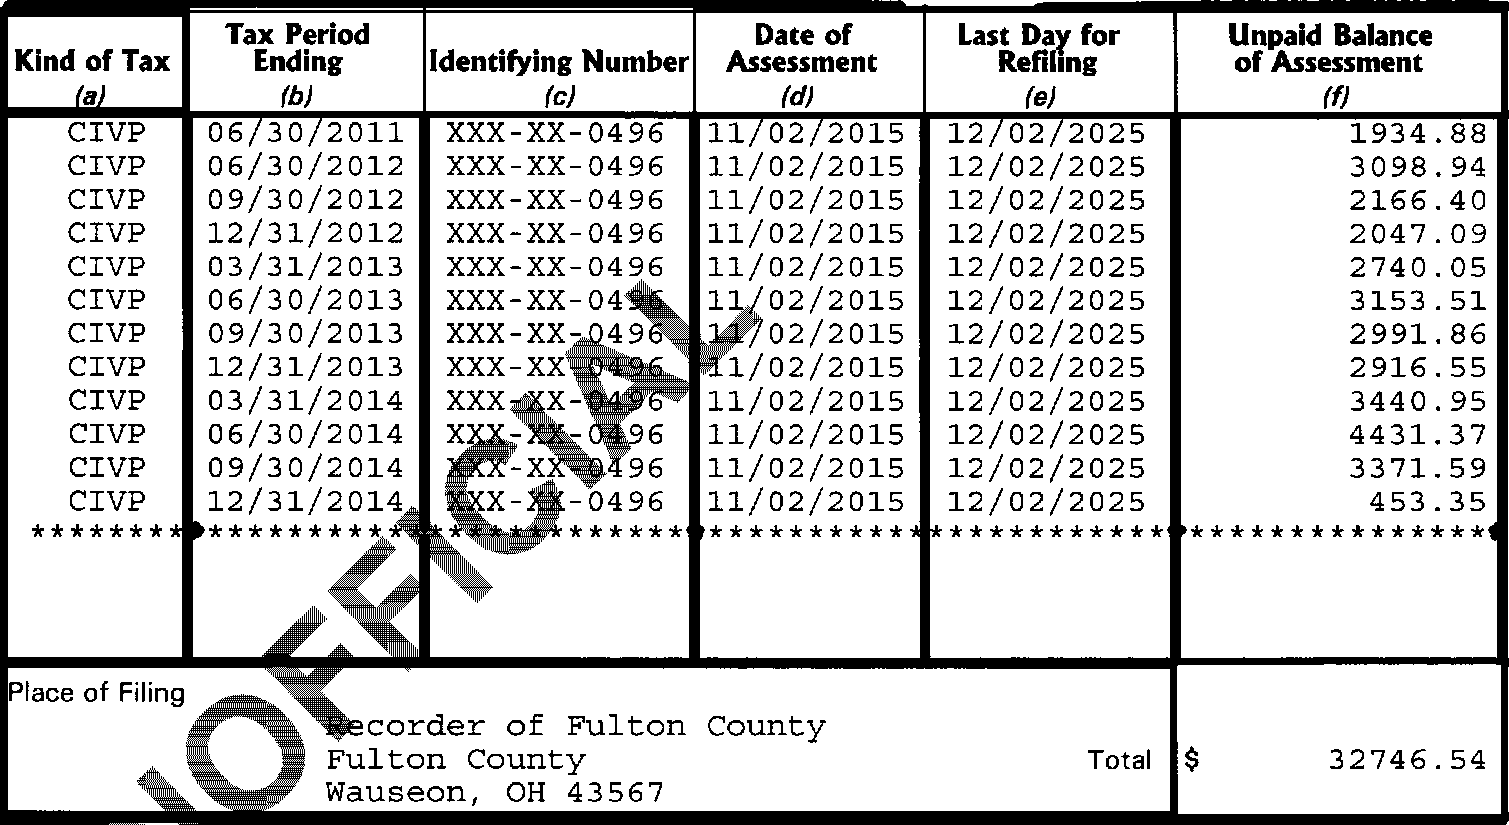 Kind of Tax (a) Tax Period Ending (b) Identifying Number (c) Date of Assessment (d) Last Day for Refiling (e) Unpaid Balance of Assessment (f)
CIVP 06/30/2011 XXX-XX-0496 11/02/2015 12/02/2025 1934.88
CIVP 06/30/2012 XXX-XX-0496 11/02/2015 12/02/2025 3098.94
CIVP 09/30/2012 XXX-XX-0496 11/02/2015 12/02/2025 2166.40
CIVP 12/31/2012 XXX-XX-0496 11/02/2015 12/02/2025 2047.09
CIVP 03/31/2013 XXX-XX-0496 11/02/2015 12/02/2025 2740.05
CIVP 06/30/2013 XXX-XX-0496 11/02/2015 12/02/2025 3153.51
CIVP 09/30/2013 XXX-XX-0496 11/02/2015 12/02/2025 2991.86
CIVP 12/31/2013 XXX-XX-0496 11/02/2015 12/02/2025 2916.55
CIVP 03/31/2014 XXX-XX-0496 11/02/2015 12/02/2025 3440.95
CIVP 06/30/2014 XXX-XX-0496 11/02/2015 12/02/2025 4431.37
CIVP 09/30/2014 XXX-XX-0496 11/02/2015 12/02/2025 3371.59
CIVP 12/31/2014 XXX-XX-0496 11/02/2015 12/02/2025 453.35
Place of Filing
Recorder of Fulton County
Fulton County Total $ 32746.54
Wauseon, OH 43567